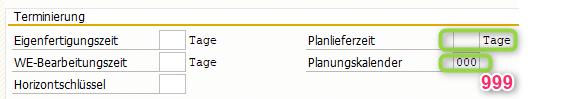 Terminierung
Eigenfertigungszeit Tage Planlieferzeit Tage
WE-Bearbeitungszeit Tage Planungskalender 000
Horizontschlüssel 999